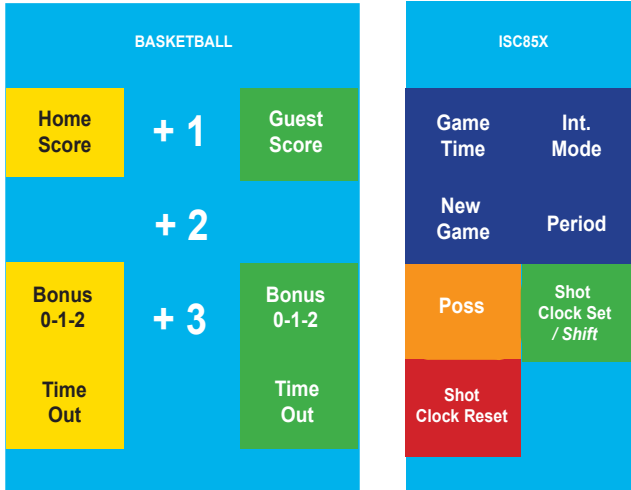 BASKETBALL
Home
Score
+ 1
Guest
Score
+ 2
Bonus
0-1-2
+ 3
Bonus
0-1-2
Time
Out
Time
Out
ISC85X
Game
Time
Int.
Mode
New
Game
Period
Poss
Shot
Clock Set
/ Shift
Shot
Clock Reset